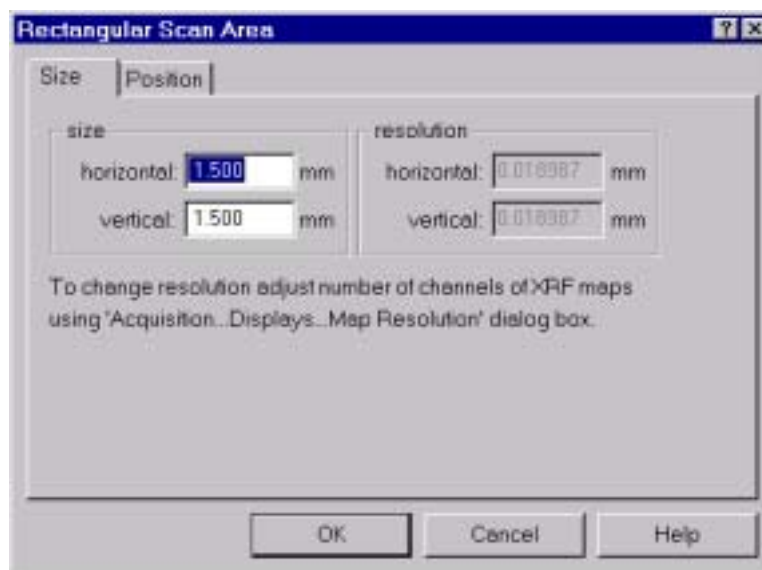 Rectangular Scan Area
Size Position
size resolution
horizontal: 1.500 mm horizontal: 0.018987 mm
vertical: 1.500 mm vertical: 0.018987 mm
To change resolution adjust number of channels of XRF maps
using 'Acquisition...Displays...Map Resolution' dialog box.
OK Cancel Help